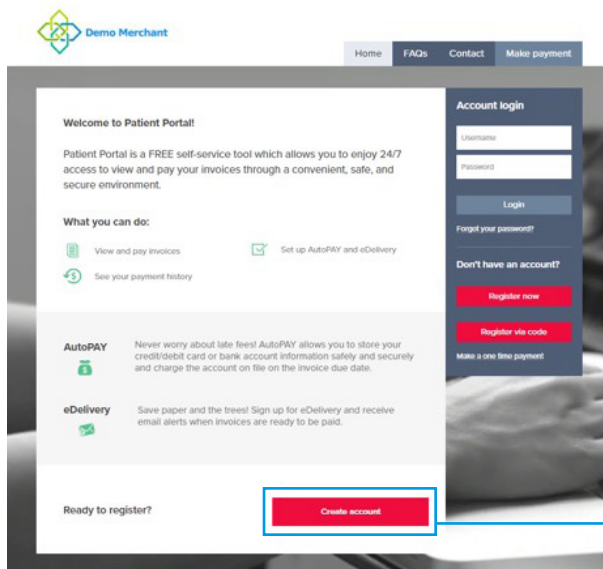 Demo Merchant
Home FAQs Contact Make payment
Welcome to Patient Portal!
Patient Portal is a FREE self-service tool which allows you to enjoy 24/7
access to view and pay your invoices through a convenient, safe, and
secure environment.
What you can do:
View and pay invoices
Set up AutoPAY and eDelivery
See your payment history
AutoPAY
Never worry about late fees! AutoPAY allows you to store your
credit/debit card or bank account information safely and securely
and charge the account on file on the invoice due date.
eDelivery
Save paper and the trees! Sign up for eDelivery and receive
email alerts when invoices are ready to be paid.
Ready to register?
Create account
Account login
Username
Password
Login
Forgot your password?
Don't have an account?
Register now
Register via code
Make a one time payment